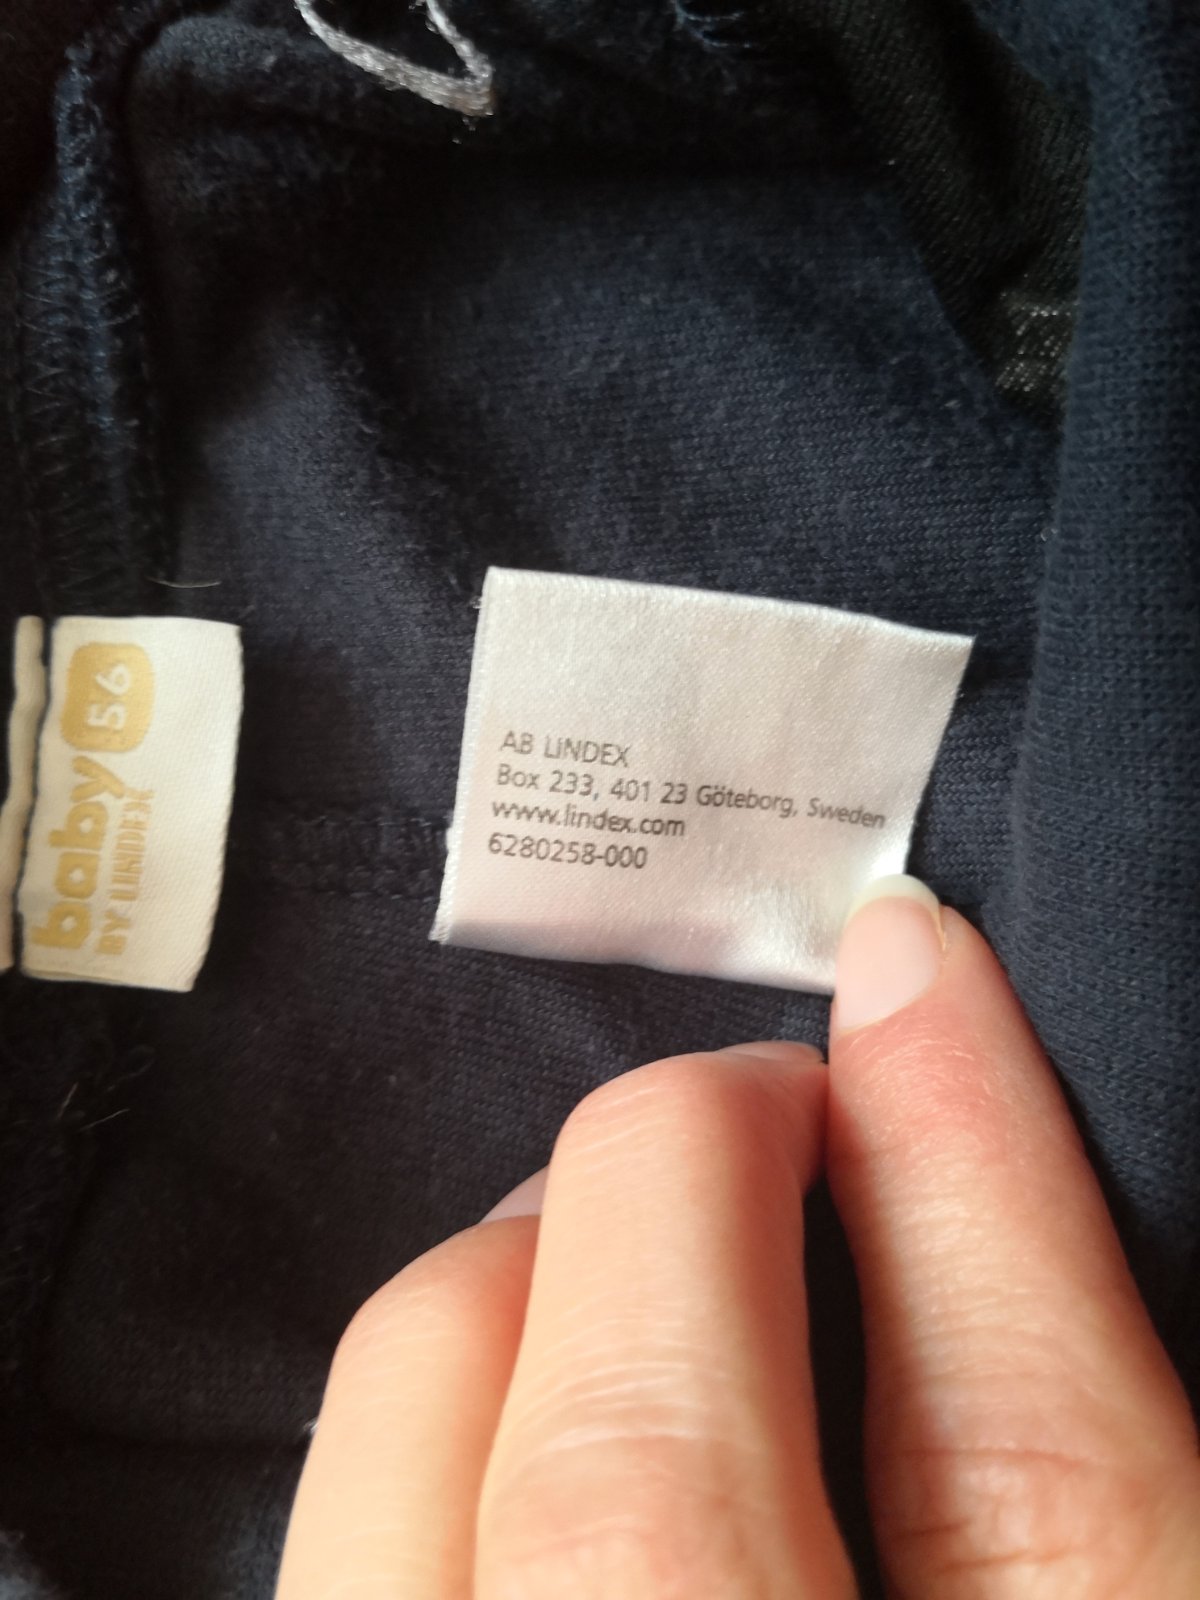 baby 56
BY LINDEX
AB LiNDEX
Box 233, 401 23 Göteborg, Sweden
www.lindex.com
6280258-000